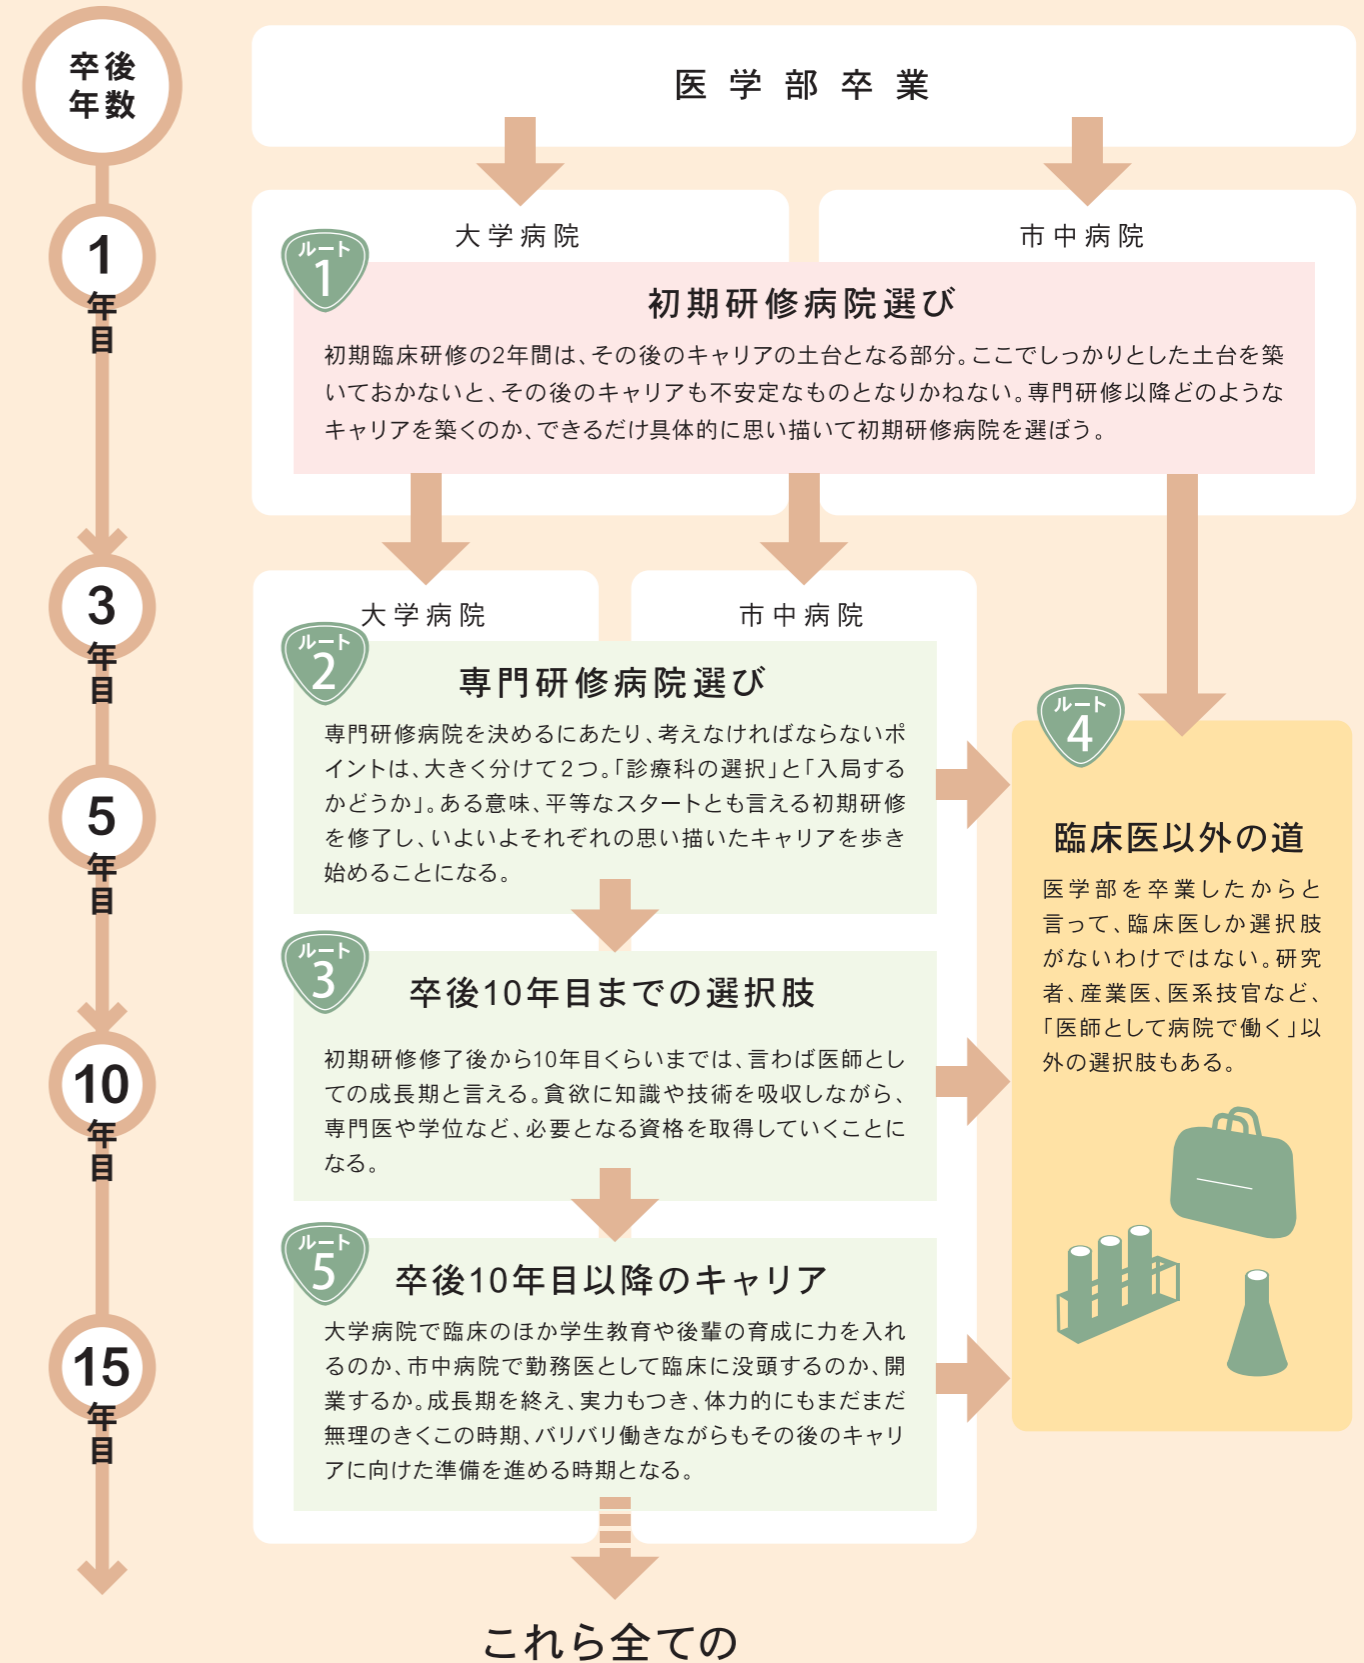 卒後
年数
医学部卒業
1
年
目
大学病院
市中病院
ルート
1
初期研修病院選び
初期臨床研修の2年間は、その後のキャリアの土台となる部分。ここでしっかりとした土台を築
いておかないと、その後のキャリアも不安定なものとなりかねない。専門研修以降どのような
キャリアを築くのか、できるだけ具体的に思い描いて初期研修病院を選ぼう。
3
年
目
大学病院
市中病院
ルート
2
専門研修病院選び
専門研修病院を決めるにあたり、考えなければならないポ
イントは、大きく分けて2つ。「診療科の選択」と「入局する
かどうか」。ある意味、平等なスタートとも言える初期研修
を修了し、いよいよそれぞれの思い描いたキャリアを歩き
始めることになる。
5
年
目
ルート
4
臨床医以外の道
医学部を卒業したからと
言って、臨床医しか選択肢
がないわけではない。研究
者、産業医、医系技官など、
「医師として病院で働く」以
外の選択肢もある。
ルート
3
卒後10年目までの選択肢
初期研修修了後から10年目くらいまでは、言わば医師とし
ての成長期と言える。貪欲に知識や技術を吸収しながら、
専門医や学位など、必要となる資格を取得していくことに
なる。
10
年
目
ルート
5
卒後10年目以降のキャリア
大学病院で臨床のほか学生教育や後輩の育成に力を入れ
るのか、市中病院で勤務医として臨床に没頭するのか、開
業するか。成長期を終え、実力もつき、体力的にもまだまだ
無理のきくこの時期、バリバリ働きながらもその後のキャリ
アに向けた準備を進める時期となる。
15
年
目
これら全ての